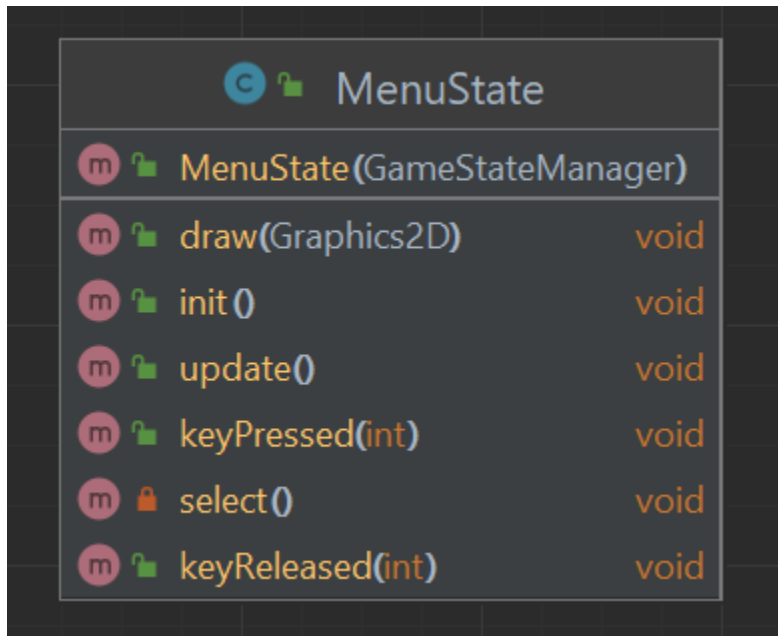 C MenuState
m MenuState(GameStateManager)
m draw(Graphics2D) void
m init() void
m update() void
m keyPressed(int) void
m select() void
m keyReleased(int) void